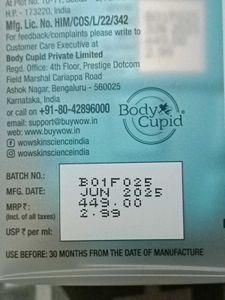 H.P. - 173220, India
Mfg. Lic. No. HIM/COS/L/22/342
For feedback/complaints please write to
Customer Care Executive at
Body Cupid Private Limited
Regd. Office: 4th Floor, Prestige Dotcom
Field Marshal Cariappa Road
Ashok Nagar, Bengaluru - 560025
Karnataka, India
or call on +91-80-42896000
email: support@buywow.in
web: www.buywow.in
wowskinscienceindia
wowskinscienceindia
Body Cupid
BATCH NO.: B01F025
MFG. DATE: JUN 2025
MRP ₹: 449.00
(Incl. of all taxes)
USP ₹ per ml: 2.99
USE BEFORE: 30 MONTHS FROM THE DATE OF MANUFACTURE